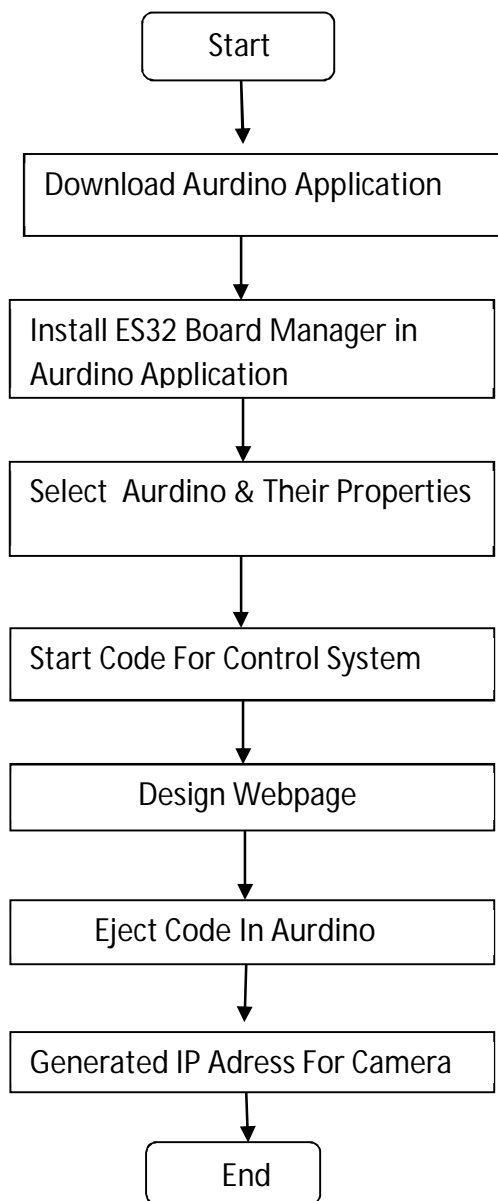 Start
Download Aurdino Application
Install ES32 Board Manager in
Aurdino Application
Select Aurdino & Their Properties
Start Code For Control System
Design Webpage
Eject Code In Aurdino
Generated IP Adress For Camera
End